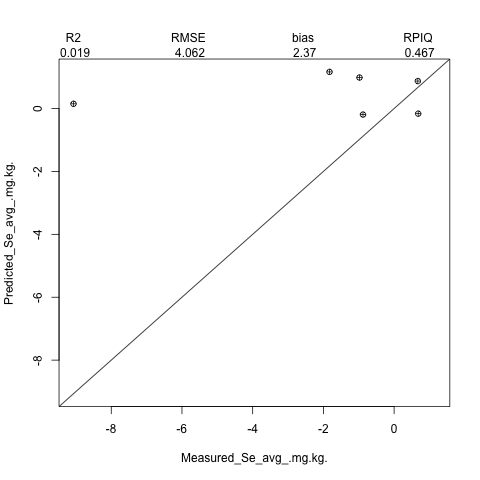 R2 RMSE bias RPIQ
0.019 4.062 2.37 0.467
0
-2
-4
-6
-8
Predicted_Se_avg_.mg.kg.
-8 -6 -4 -2 0
Measured_Se_avg_.mg.kg.